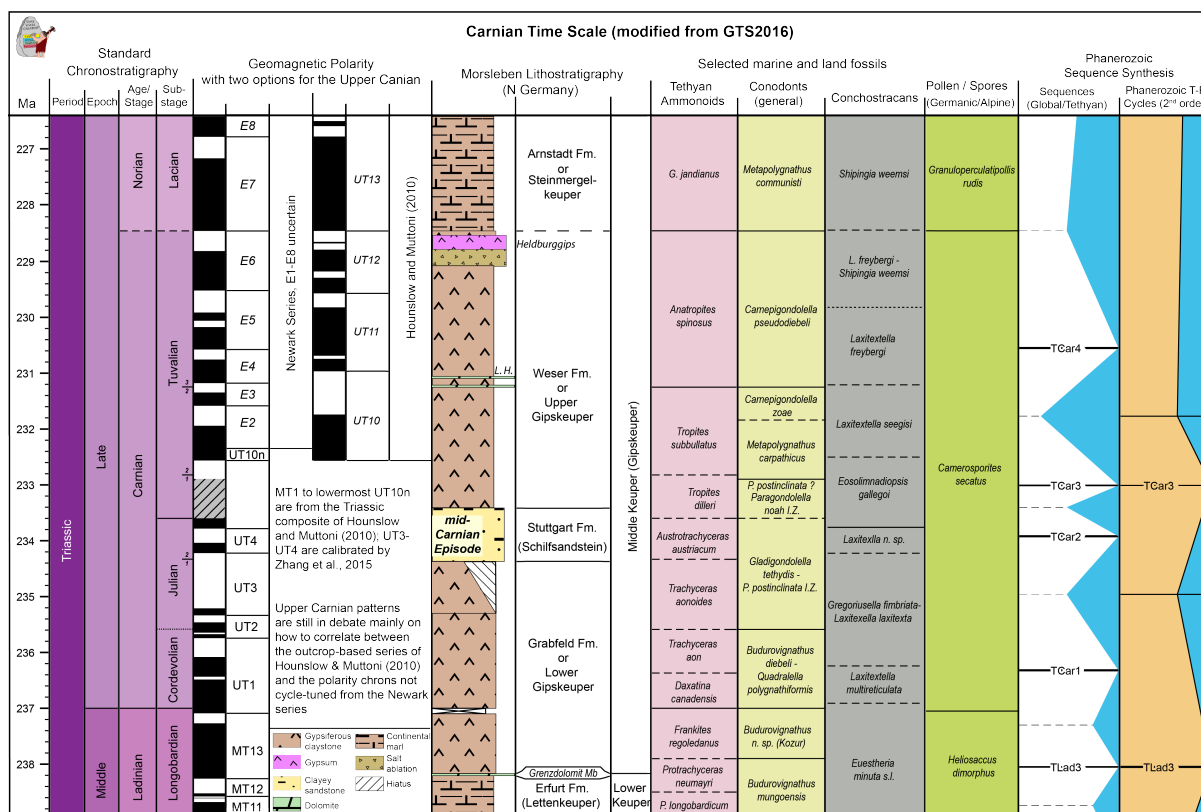 Carnian Time Scale (modified from GTS2016)
Standard
Chronostratigraphy
Geomagnetic Polarity
with two options for the Upper Canian
Morsleben Lithostratigraphy
(N Germany)
Selected marine and land fossils
Phanerozoic
Sequence Synthesis
Ma
Period
Epoch
Age/
Stage
Sub-
stage
Tethyan
Ammonoids
Conodonts
(general)
Conchostracans
Pollen / Spores
(Germanic/Alpine)
Sequences
(Global/Tethyan)
Phanerozoic T-R
Cycles (2nd order
227
228
229
230
231
232
233
234
235
236
237
238
Triassic
Late
Middle
Norian
Carnian
Ladinian
Lacian
Tuvalian
Julian
Cordevolian
Longobardian
3
2
2
1
2
1
E8
E7
E6
E5
E4
E3
E2
UT10n
UT4
UT3
UT2
UT1
MT13
MT12
MT11
Newark Series, E1-E8 uncertain
UT13
UT12
UT11
UT10
Hounslow and Muttoni (2010)
MT1 to lowermost UT10n
are from the Triassic
composite of Hounslow
and Muttoni (2010); UT3-
UT4 are calibrated by
Zhang et al., 2015
Upper Carnian patterns
are still in debate mainly on
how to correlate between
the outcrop-based series of
Hounslow & Muttoni (2010)
and the polarity chrons not
cycle-tuned from the Newark
series
Gypsiferous
claystone
Continental
marl
Gypsum
Salt
ablation
Clayey
sandstone
Hiatus
Dolomite
mid-
Carnian
Episode
L. H.
Arnstadt Fm.
or
Steinmergel-
keuper
Heldburggips
Weser Fm.
or
Upper
Gipskeuper
Stuttgart Fm.
(Schilfsandstein)
Grabfeld Fm.
or
Lower
Gipskeuper
Grenzdolomit Mb
Erfurt Fm.
(Lettenkeuper)
Middle Keuper (Gipskeuper)
Lower
Keuper
G. jandianus
Anatropites
spinosus
Tropites
subbullatus
Tropites
dilleri
Austrotrachyceras
austriacum
Trachyceras
aonoides
Trachyceras
aon
Daxatina
canadensis
Frankites
regoledanus
Protrachyceras
neumayri
P. longobardicum
Metapolygnathus
communisti
Carnepigondolella
pseudodiebeli
Carnepigondolella
zoae
Metapolygnathus
carpathicus
P. postinclinata ?
Paragondolella
noah I.Z.
Gladigondolella
tethydis -
P. postinclinata I.Z.
Budurovignathus
diebeli -
Quadralella
polygnathiformis
Budurovignathus
n. sp. (Kozur)
Budurovignathus
mungoensis
Shipingia weemsi
L. freybergi -
Shipingia weemsi
Laxitextella
freybergi
Laxitextella seegisi
Eosolimnadiopsis
gallegoi
Laxitexlla n. sp.
Gregoriusella fimbriata-
Laxitexella laxitexta
Laxitextella
multireticulata
Euestheria
minuta s.l.
Granuloperculatipollis
rudis
Camerosporites
secatus
Heliosaccus
dimorphus
TCar4
TCar3
TCar2
TCar1
TLad3
TCar3
TLad3